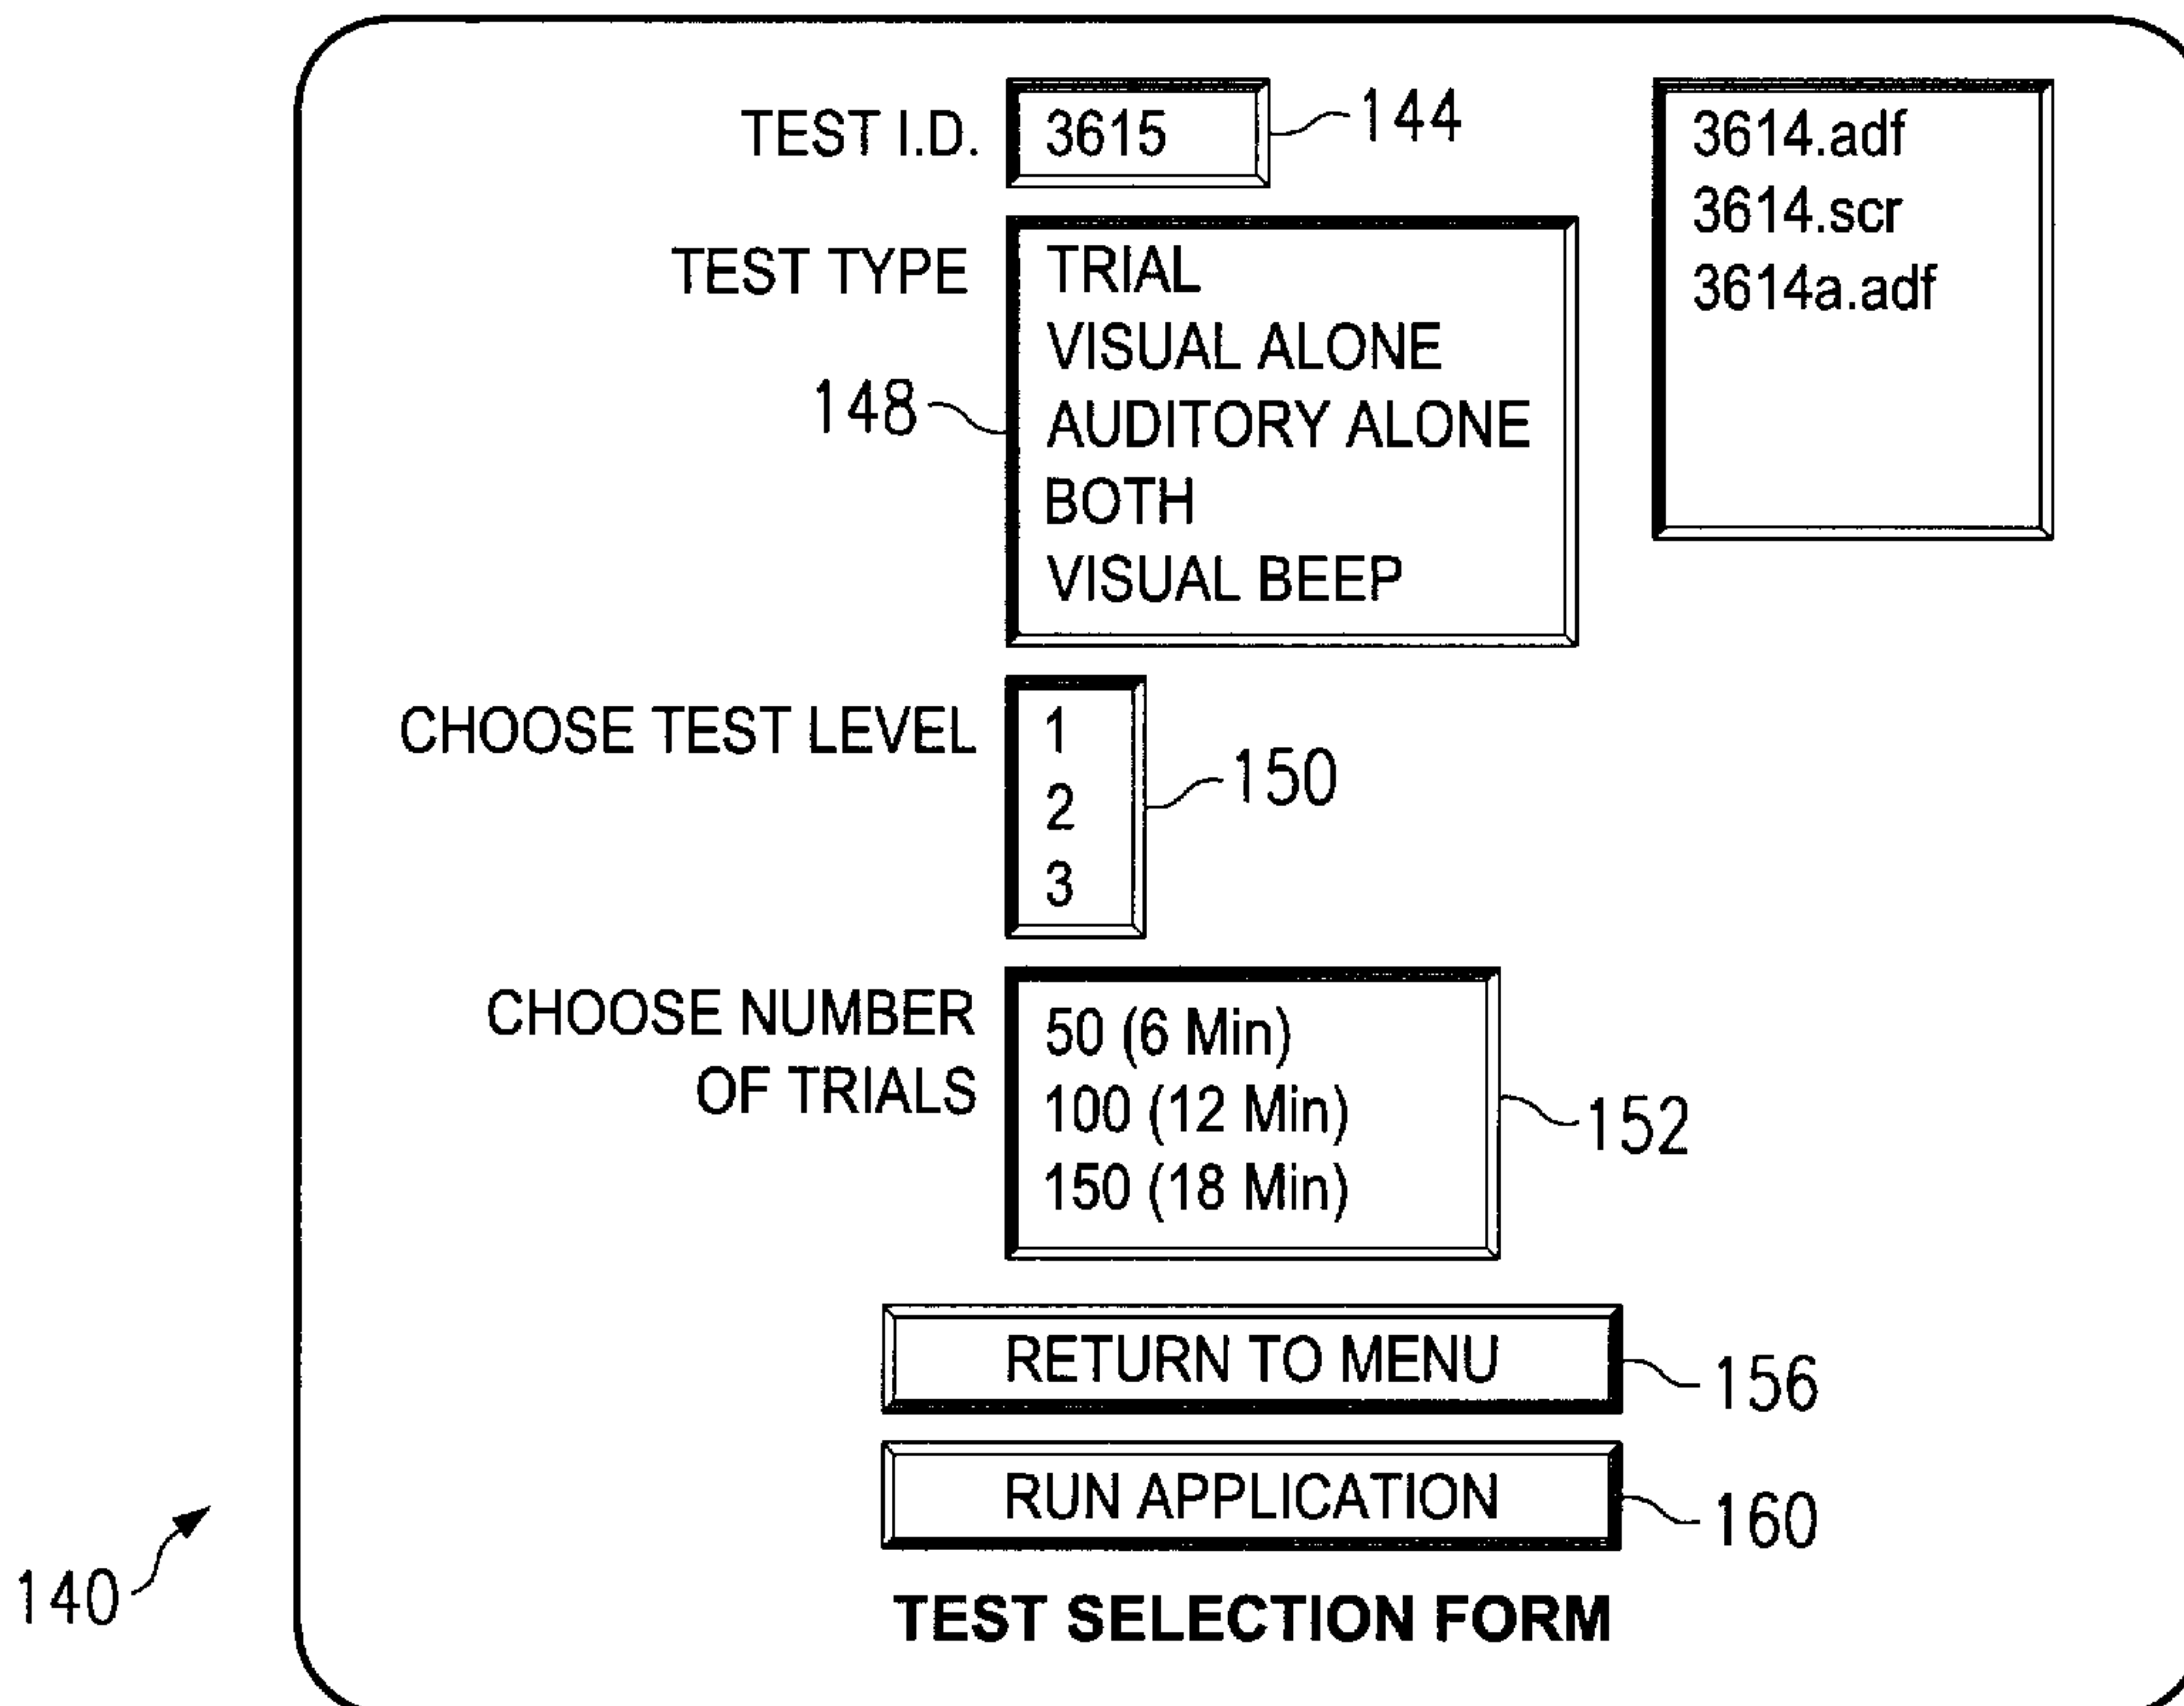 TEST I.D. 3615 144
3614.adf
3614.scr
3614a.adf
TEST TYPE
148
TRIAL
VISUAL ALONE
AUDITORY ALONE
BOTH
VISUAL BEEP
CHOOSE TEST LEVEL
1
2
3
150
CHOOSE NUMBER
OF TRIALS
50 (6 Min)
100 (12 Min)
150 (18 Min)
152
RETURN TO MENU 156
RUN APPLICATION 160
140
TEST SELECTION FORM